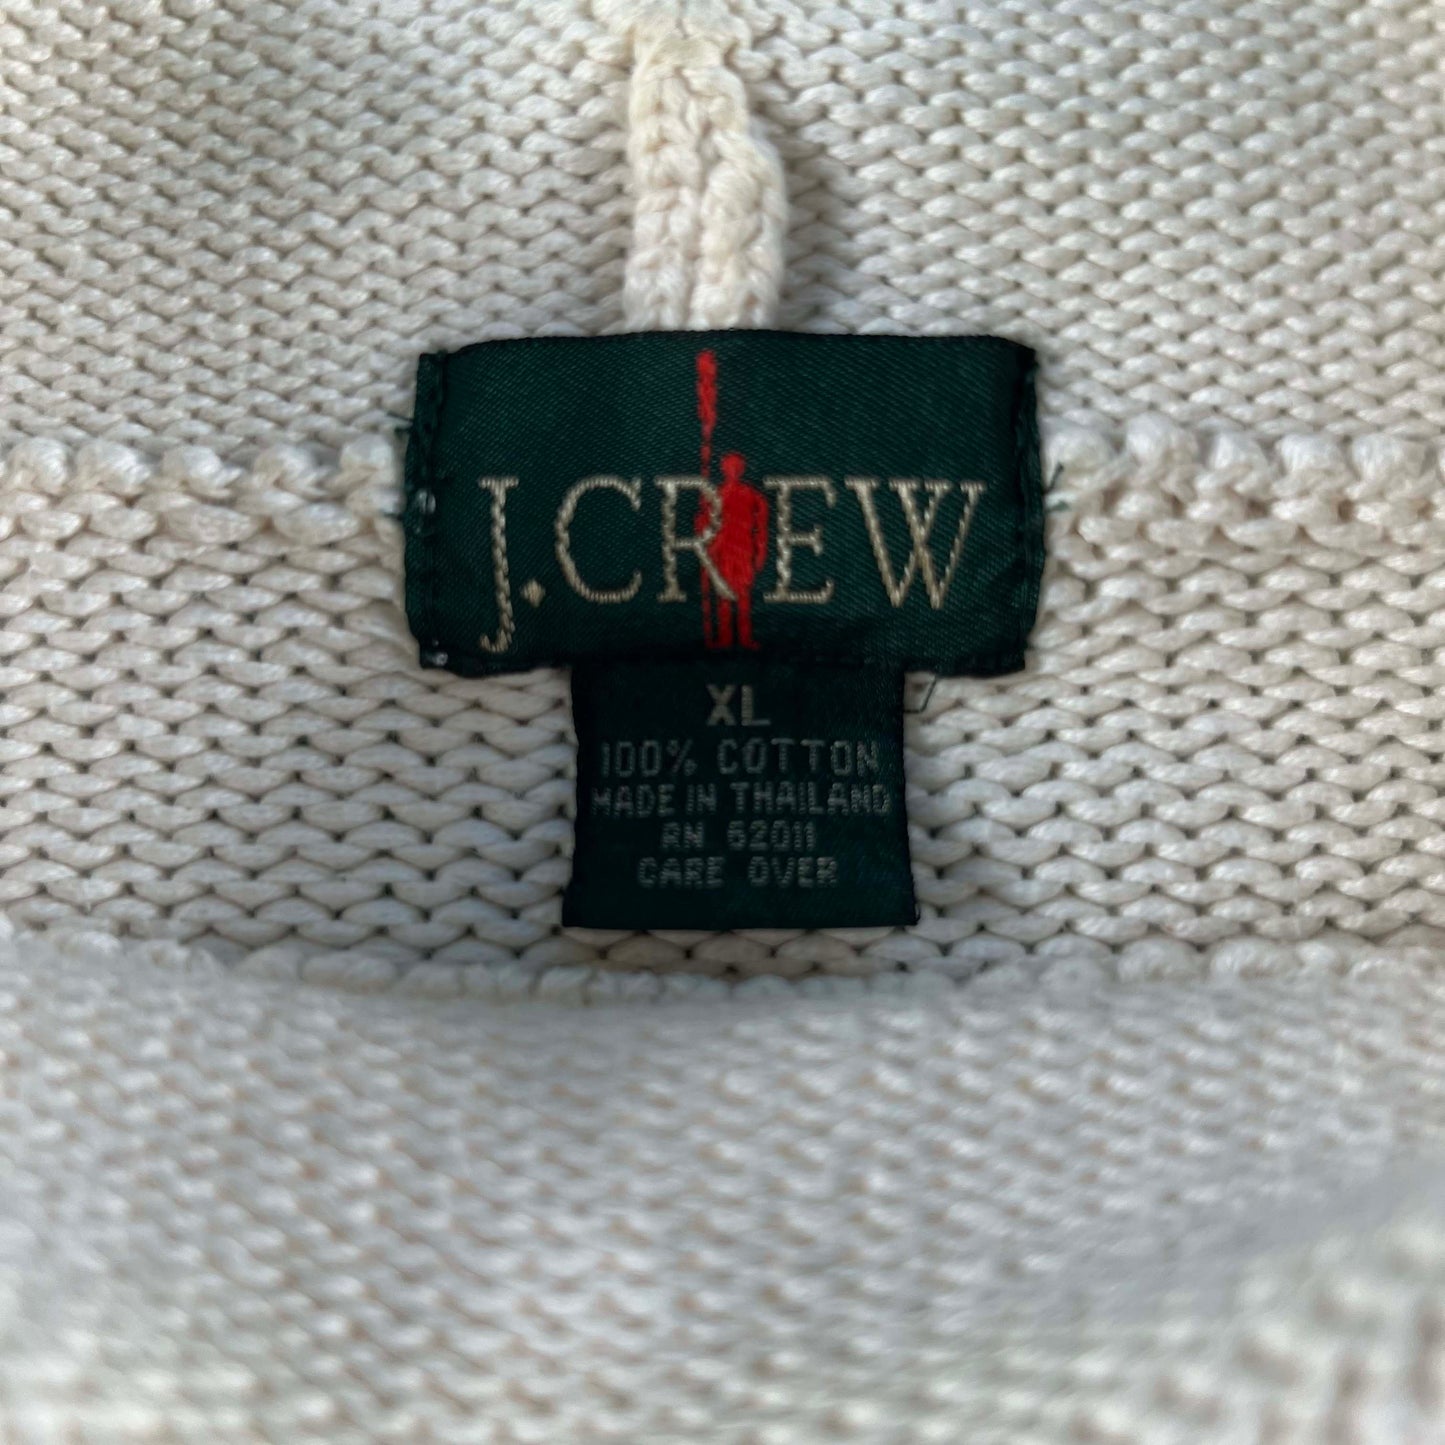 J.CREW
XL
100% COTTON
MADE IN THAILAND
RN 62011
CARE OVER